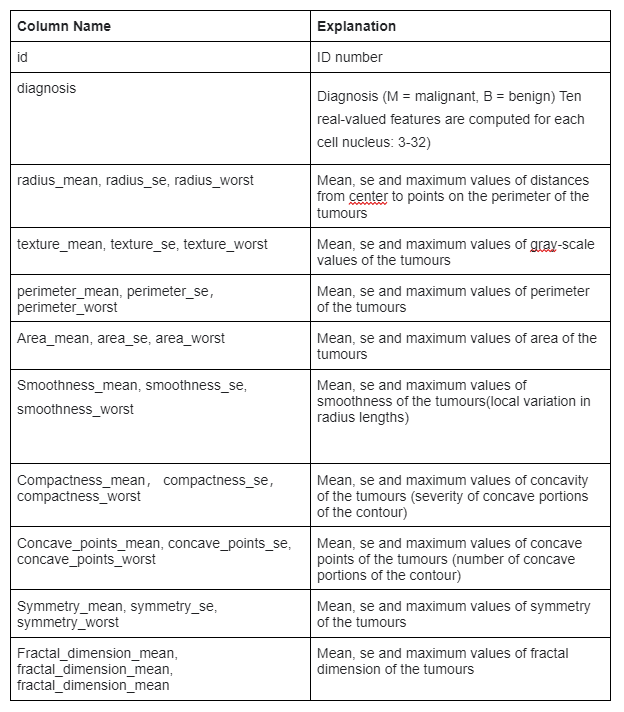 Column Name
Explanation
id
ID number
diagnosis
Diagnosis (M = malignant, B = benign) Ten
real-valued features are computed for each
cell nucleus: 3-32)
radius_mean, radius_se, radius_worst
Mean, se and maximum values of distances
from center to points on the perimeter of the
tumours
texture_mean, texture_se, texture_worst
Mean, se and maximum values of gray-scale
values of the tumours
perimeter_mean, perimeter_se,
perimeter_worst
Mean, se and maximum values of perimeter
of the tumours
Area_mean, area_se, area_worst
Mean, se and maximum values of area of the
tumours
Smoothness_mean, smoothness_se,
smoothness_worst
Mean, se and maximum values of
smoothness of the tumours(local variation in
radius lengths)
Compactness_mean, compactness_se,
compactness_worst
Mean, se and maximum values of concavity
of the tumours (severity of concave portions
of the contour)
Concave_points_mean, concave_points_se,
concave_points_worst
Mean, se and maximum values of concave
points of the tumours (number of concave
portions of the contour)
Symmetry_mean, symmetry_se,
symmetry_worst
Mean, se and maximum values of symmetry
of the tumours
Fractal_dimension_mean,
fractal_dimension_mean,
fractal_dimension_mean
Mean, se and maximum values of fractal
dimension of the tumours